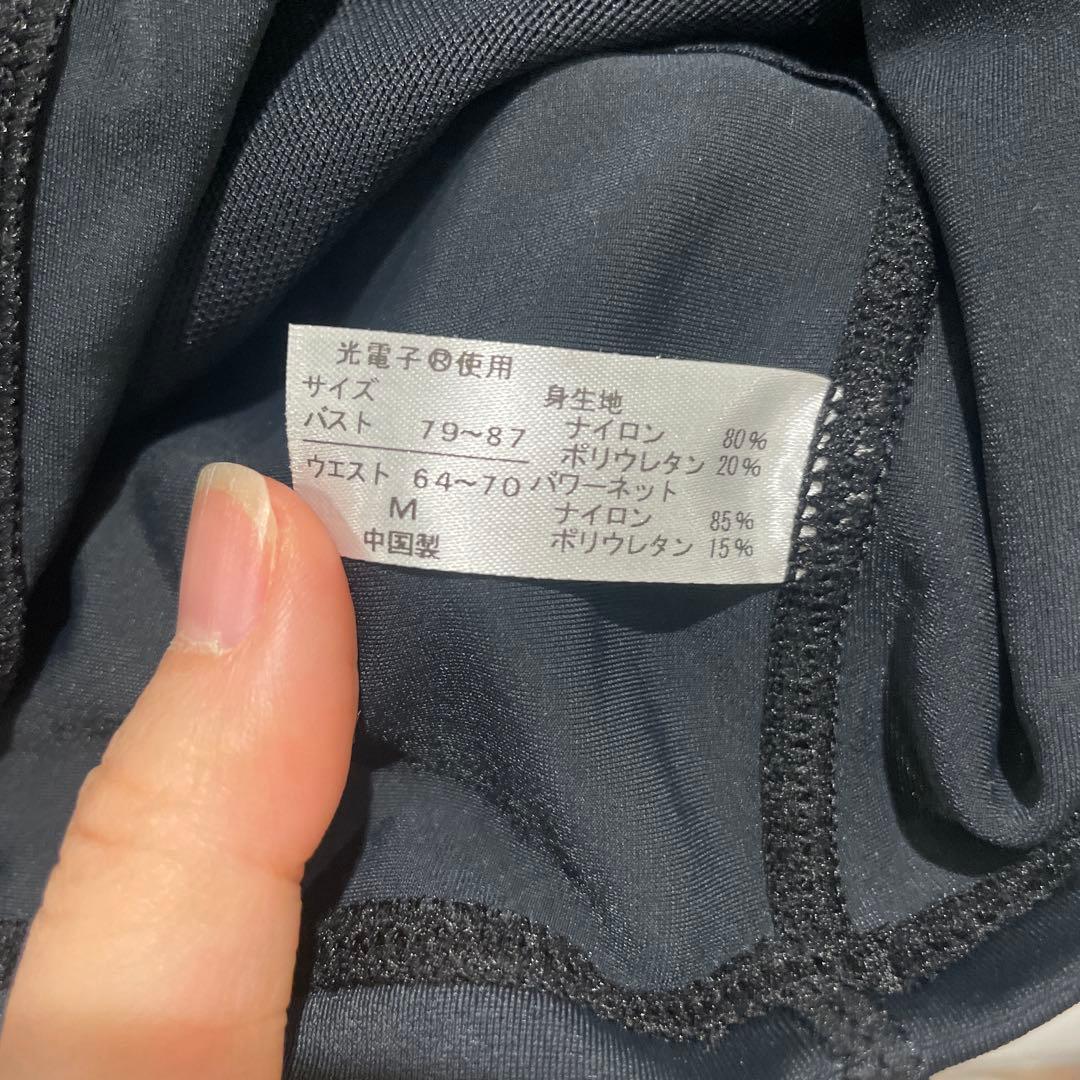 光電子®使用
サイズ
バスト 79~87
ウエスト 64~70
M
中国製
身生地
ナイロン 80%
ポリウレタン 20%
パワーネット
ナイロン 85%
ポリウレタン 15%